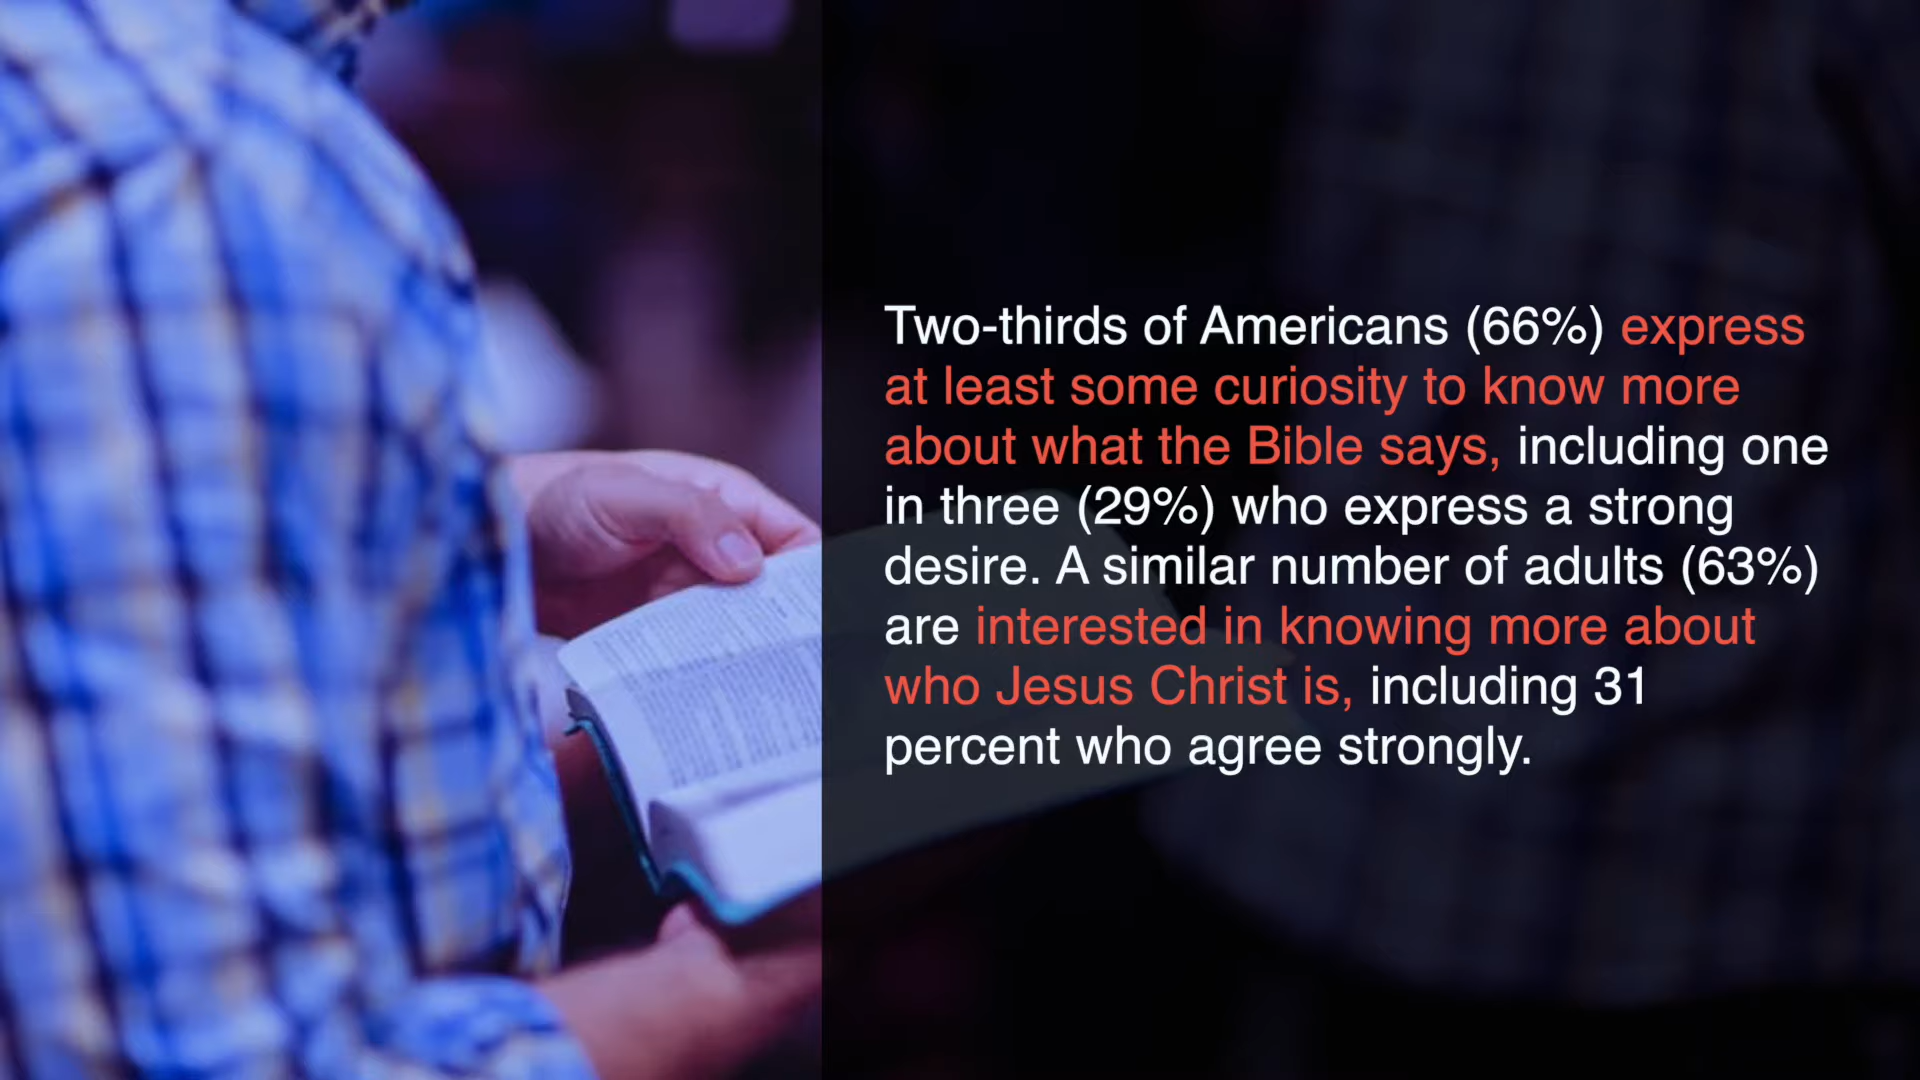 Two-thirds of Americans (66%) express
at least some curiosity to know more
about what the Bible says, including one
in three (29%) who express a strong
desire. A similar number of adults (63%)
are interested in knowing more about
who Jesus Christ is, including 31
percent who agree strongly.